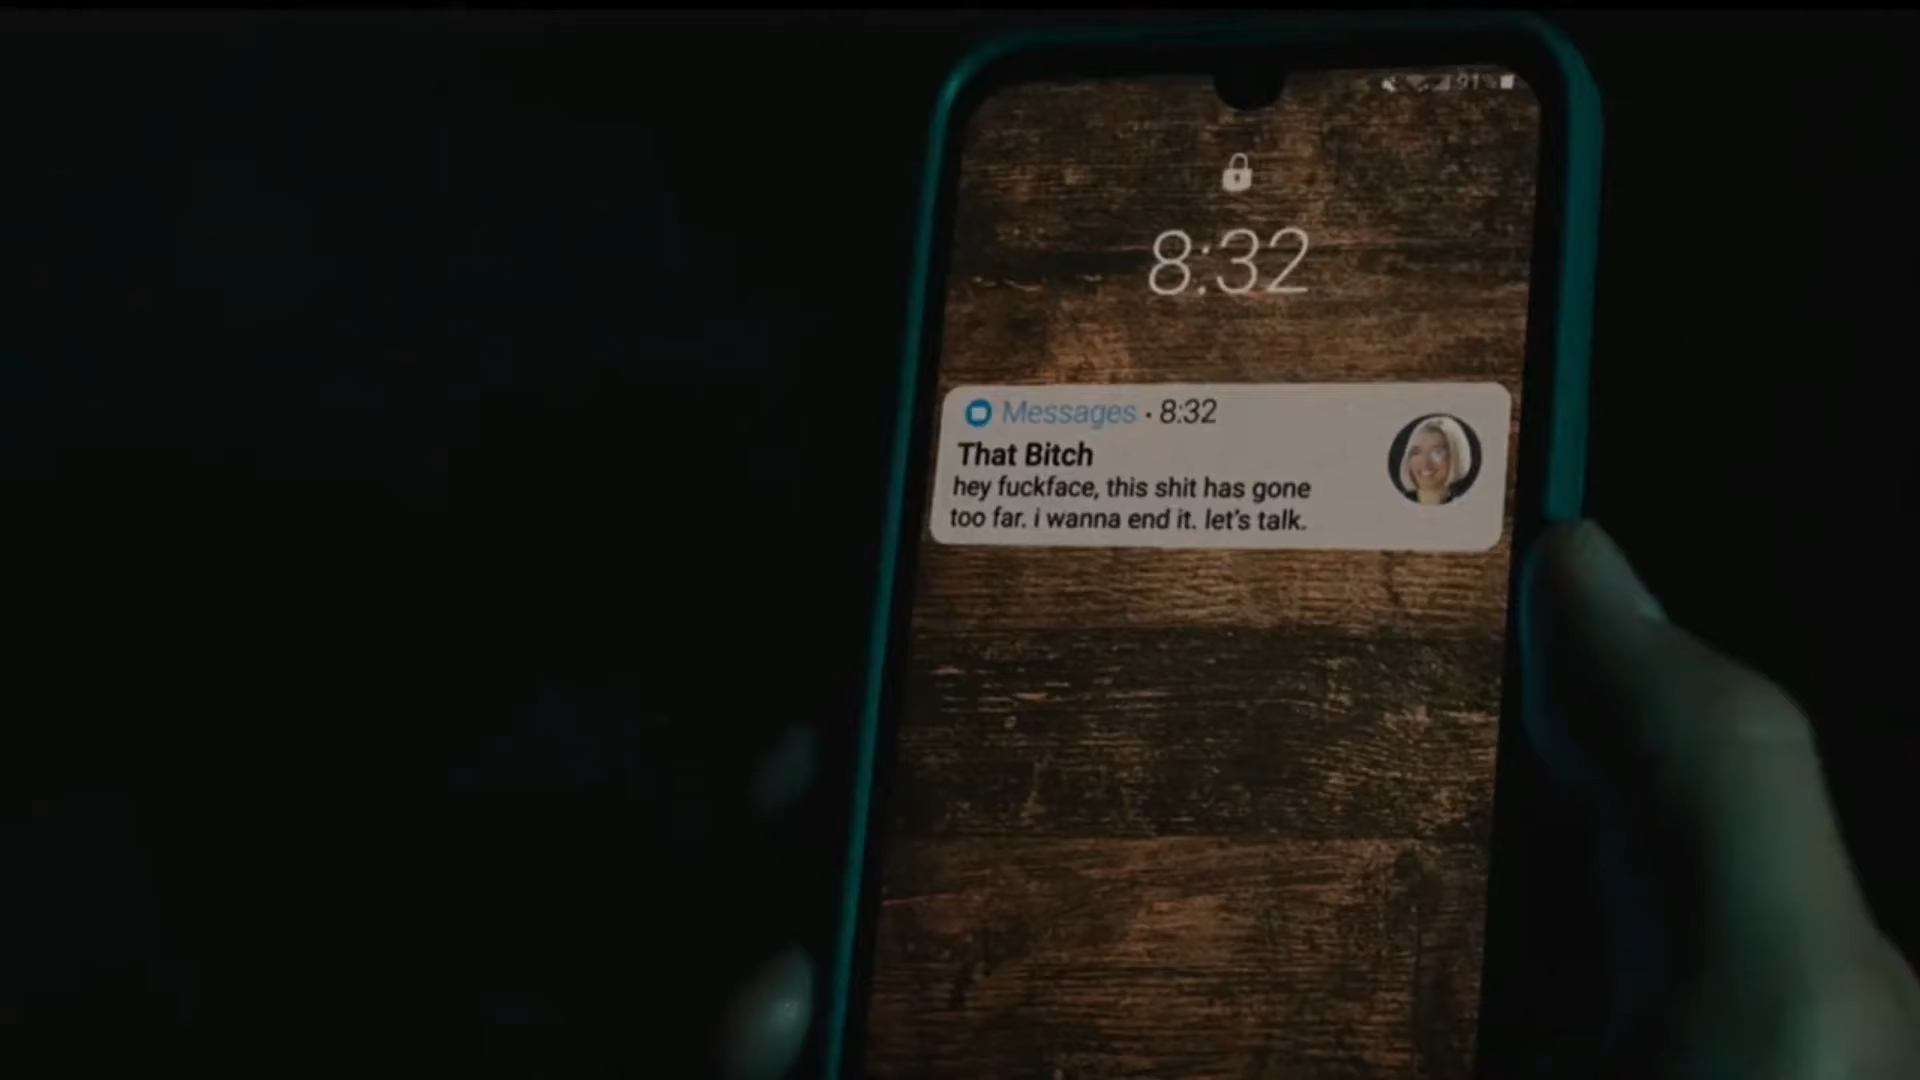 91%
8:32
Messages · 8:32
That Bitch
hey fuckface, this shit has gone
too far. i wanna end it. let's talk.